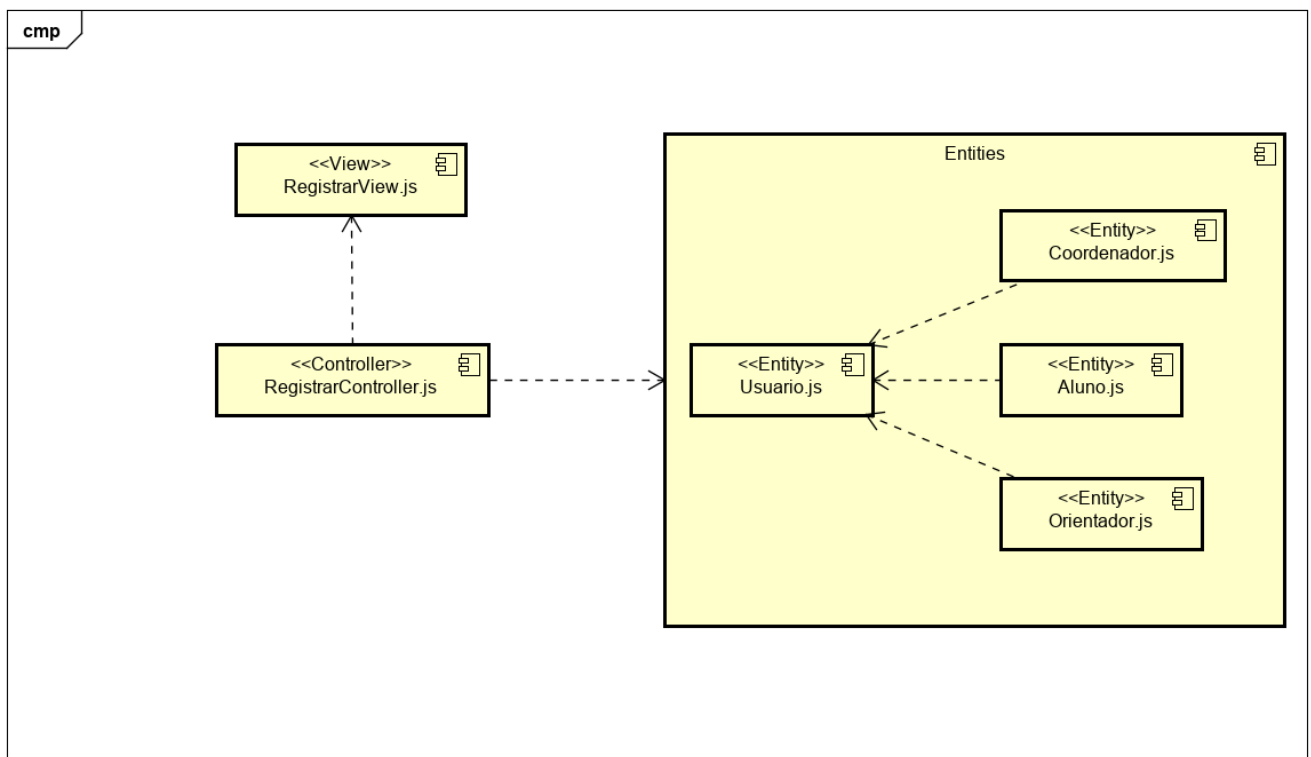 cmp
<<View>>
RegistrarView.js
<<Controller>>
RegistrarController.js
Entities
<<Entity>>
Coordenador.js
<<Entity>>
Usuario.js
<<Entity>>
Aluno.js
<<Entity>>
Orientador.js